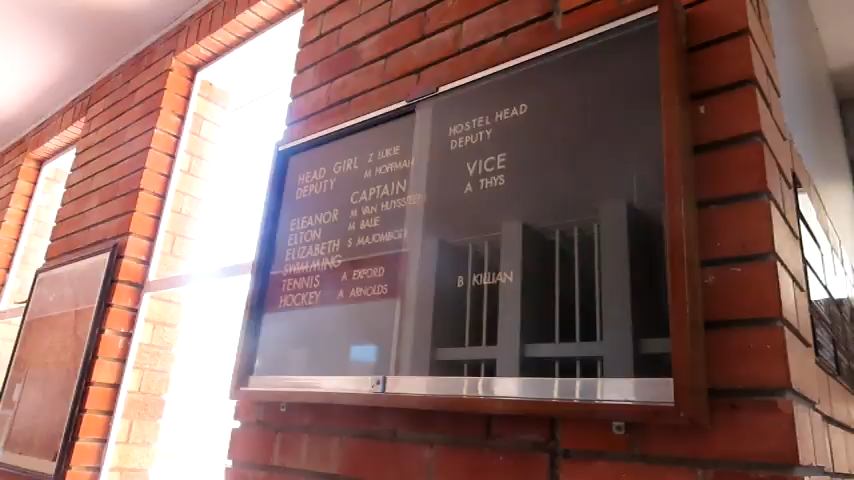 HEAD GIRL Z LUKIE
DEPUTY M HOFFMAN
CAPTAIN
ELEANOR M VAN HUYSSTEEN
ELTON M BALIE
ELIZABETH S MAJOMBOZI
SWIMMING
TENNIS A EXFORD
HOCKEY A ARNOLDS
HOSTEL HEAD
DEPUTY
VICE
A THYS
B KILLIAN